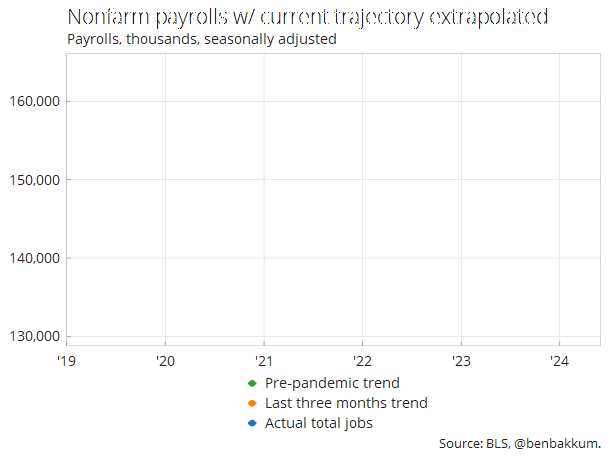 Nonfarm payrolls w/ current trajectory extrapolated
Payrolls, thousands, seasonally adjusted
160,000
150,000
140,000
130,000
'19 '20 '21 '22 '23 '24
Pre-pandemic trend
Last three months trend
Actual total jobs
Source: BLS, @benbakkum.